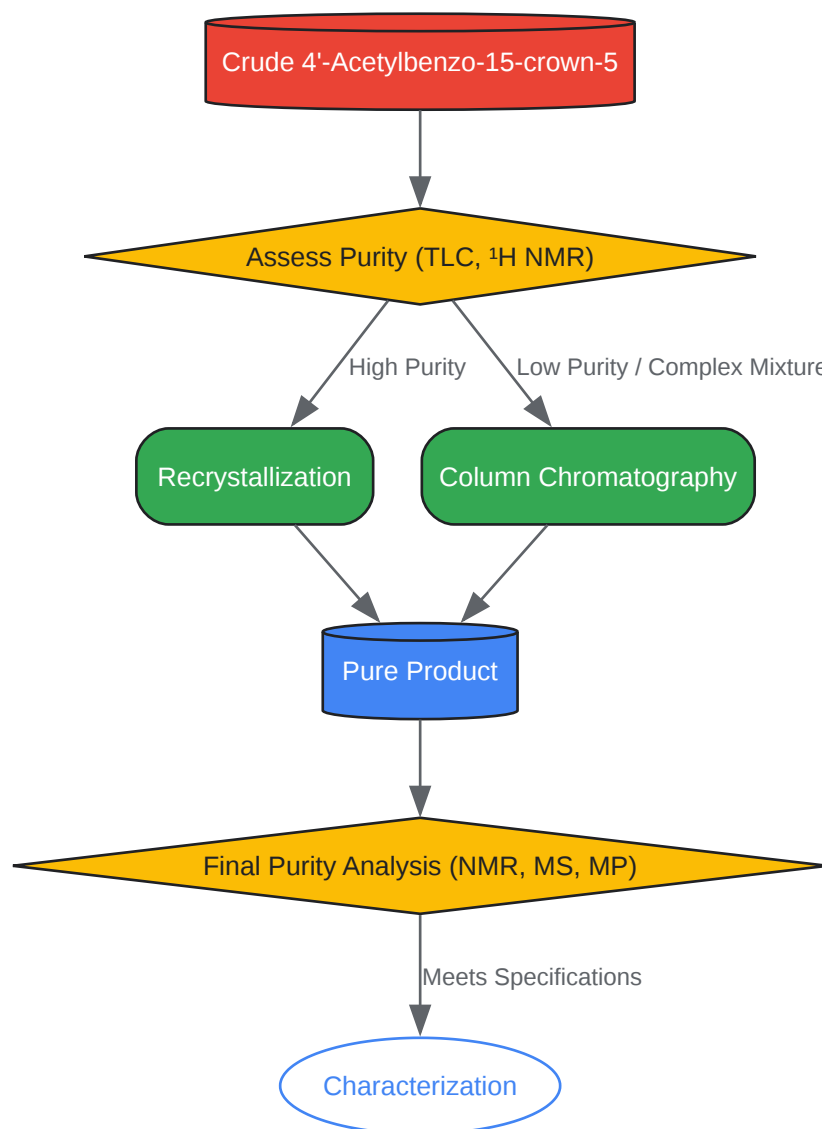 Crude 4'-Acetylbenzo-15-crown-5
Assess Purity (TLC, ¹H NMR)
High Purity
Low Purity / Complex Mixture
Recrystallization
Column Chromatography
Pure Product
Final Purity Analysis (NMR, MS, MP)
Meets Specifications
Characterization